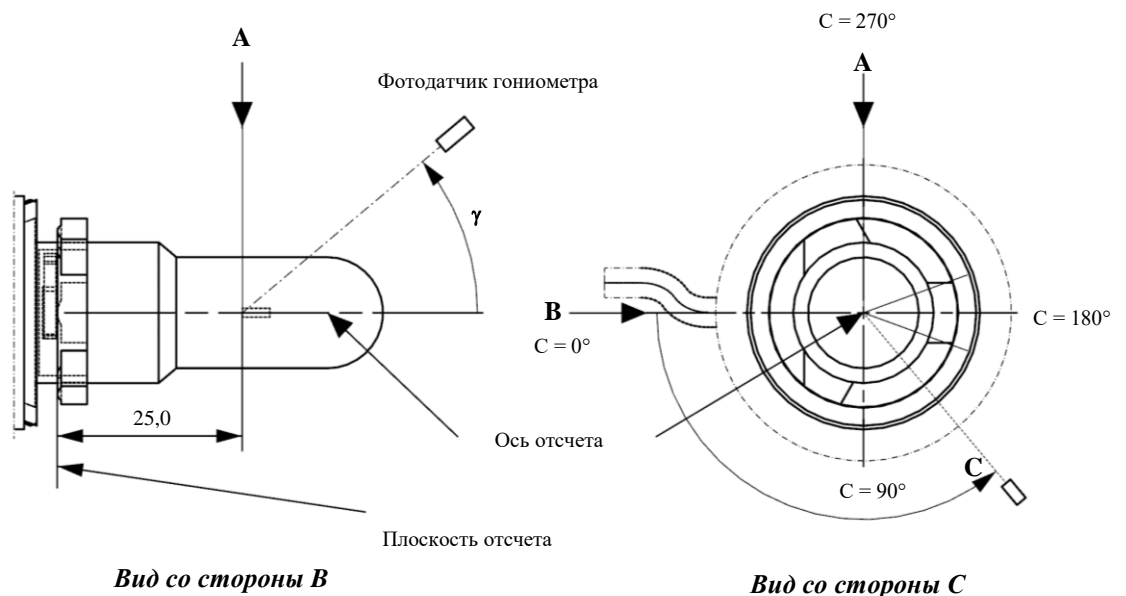 C = 270°
A
A
Фотодатчик гониометра
γ
B
C = 0°
C = 180°
25,0
Ось отсчета
C
C = 90°
Плоскость отсчета
Вид со стороны B
Вид со стороны C